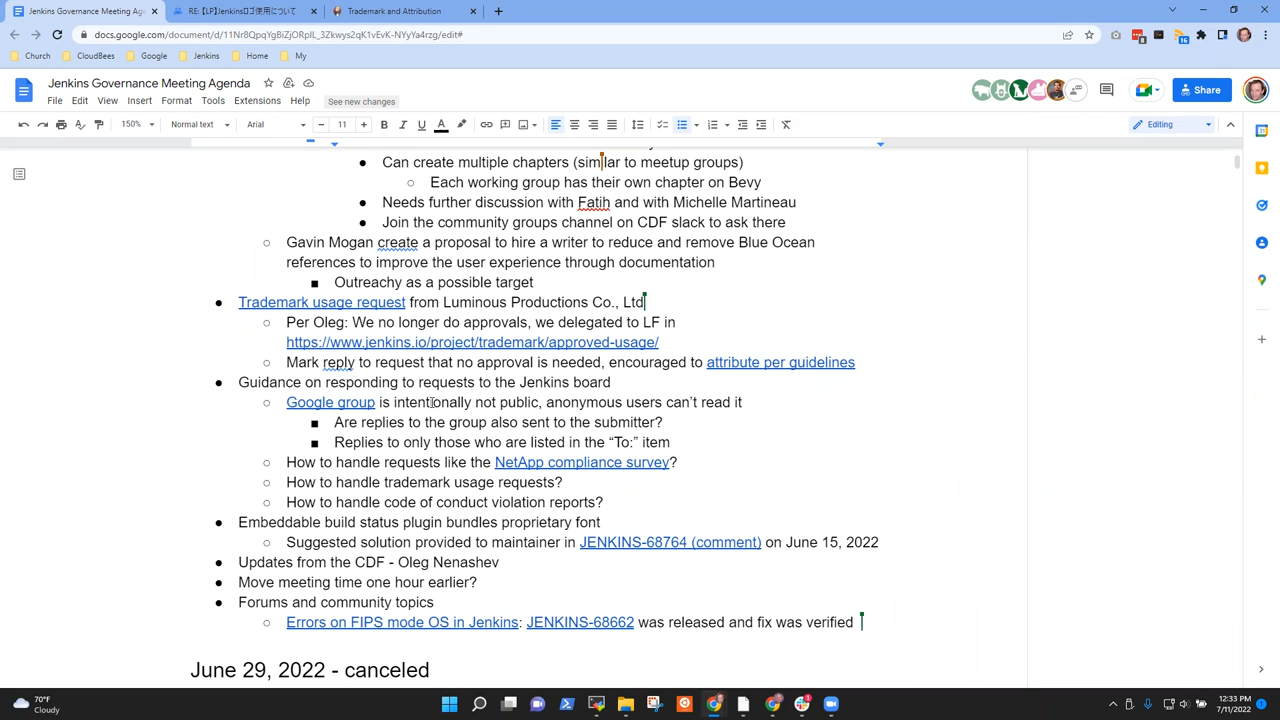 Jenkins Governance Meeting Age
RE: 【LP】Jenkinsロゴ使用について
Trademark and Attribution
docs.google.com/document/d/11Nr8QpqYgBiZjORpIL_3Zkwys2qK1vEvK-NYyYa4rzg/edit#
Church
CloudBees
Google
Jenkins
Home
My
Jenkins Governance Meeting Agenda
File Edit View Insert Format Tools Extensions Help See new changes
Share
150% Normal text Arial 11
Editing
Can create multiple chapters (similar to meetup groups)
Each working group has their own chapter on Bevy
Needs further discussion with Fatih and with Michelle Martineau
Join the community groups channel on CDF slack to ask there
Gavin Mogan create a proposal to hire a writer to reduce and remove Blue Ocean
references to improve the user experience through documentation
Outreachy as a possible target
Trademark usage request from Luminous Productions Co., Ltd
Per Oleg: We no longer do approvals, we delegated to LF in
https://www.jenkins.io/project/trademark/approved-usage/
Mark reply to request that no approval is needed, encouraged to attribute per guidelines
Guidance on responding to requests to the Jenkins board
Google group is intentionally not public, anonymous users can't read it
Are replies to the group also sent to the submitter?
Replies to only those who are listed in the “To:” item
How to handle requests like the NetApp compliance survey?
How to handle trademark usage requests?
How to handle code of conduct violation reports?
Embeddable build status plugin bundles proprietary font
Suggested solution provided to maintainer in JENKINS-68764 (comment) on June 15, 2022
Updates from the CDF - Oleg Nenashev
Move meeting time one hour earlier?
Forums and community topics
Errors on FIPS mode OS in Jenkins: JENKINS-68662 was released and fix was verified
June 29, 2022 - canceled
70°F
Cloudy
12:33 PM
7/11/2022